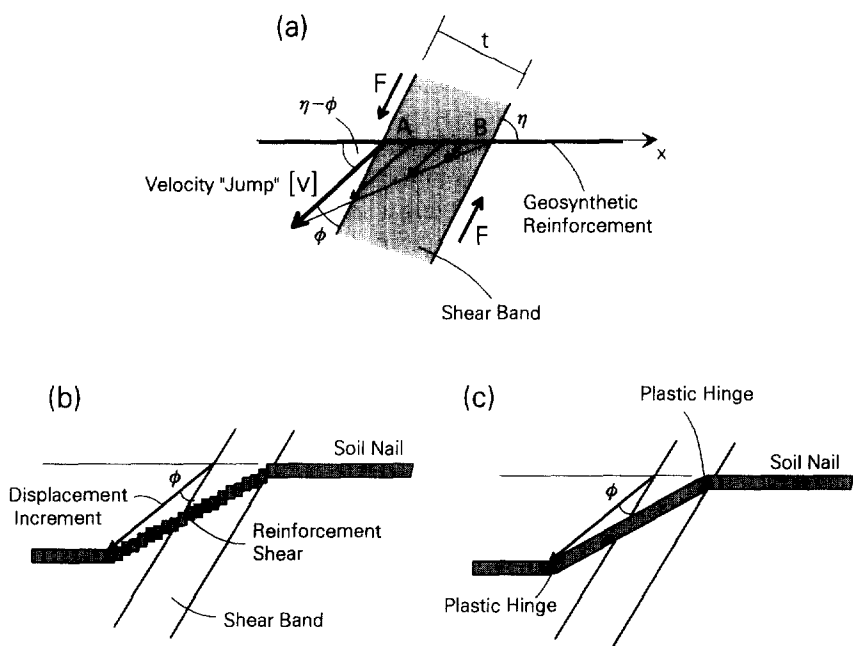 (a)
t
F
η
η-ϕ
A
B
x
Velocity "Jump" [v]
Geosynthetic
Reinforcement
ϕ
F
Shear Band
(b)
(c)
Plastic Hinge
Soil Nail
Soil Nail
Displacement
Increment
ϕ
ϕ
Reinforcement
Shear
Shear Band
Plastic Hinge